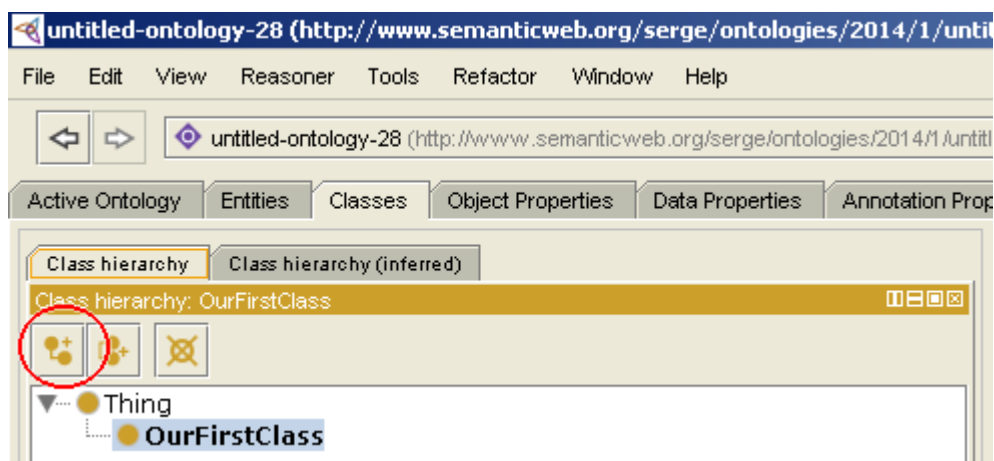 untitled-ontology-28 (http://www.semanticweb.org/serge/ontologies/2014/1/untit
File Edit View Reasoner Tools Refactor Window Help
untitled-ontology-28 (http://www.semanticweb.org/serge/ontologies/2014/1/untitl
Active Ontology Entities Classes Object Properties Data Properties Annotation Prop
Class hierarchy Class hierarchy (inferred)
Class hierarchy: OurFirstClass
Thing
OurFirstClass